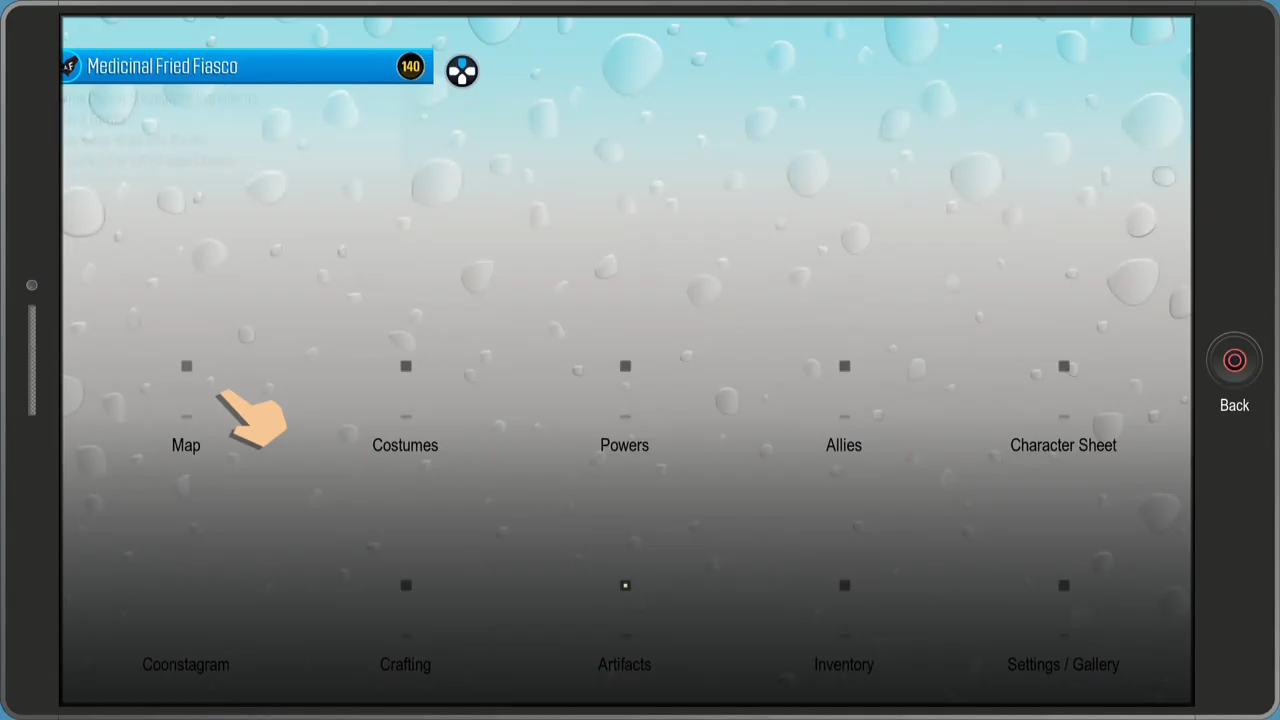 Medicinal Fried Fiasco 140
Back
Map Costumes Powers Allies Character Sheet
Coonstagram Crafting Artifacts Inventory Settings / Gallery